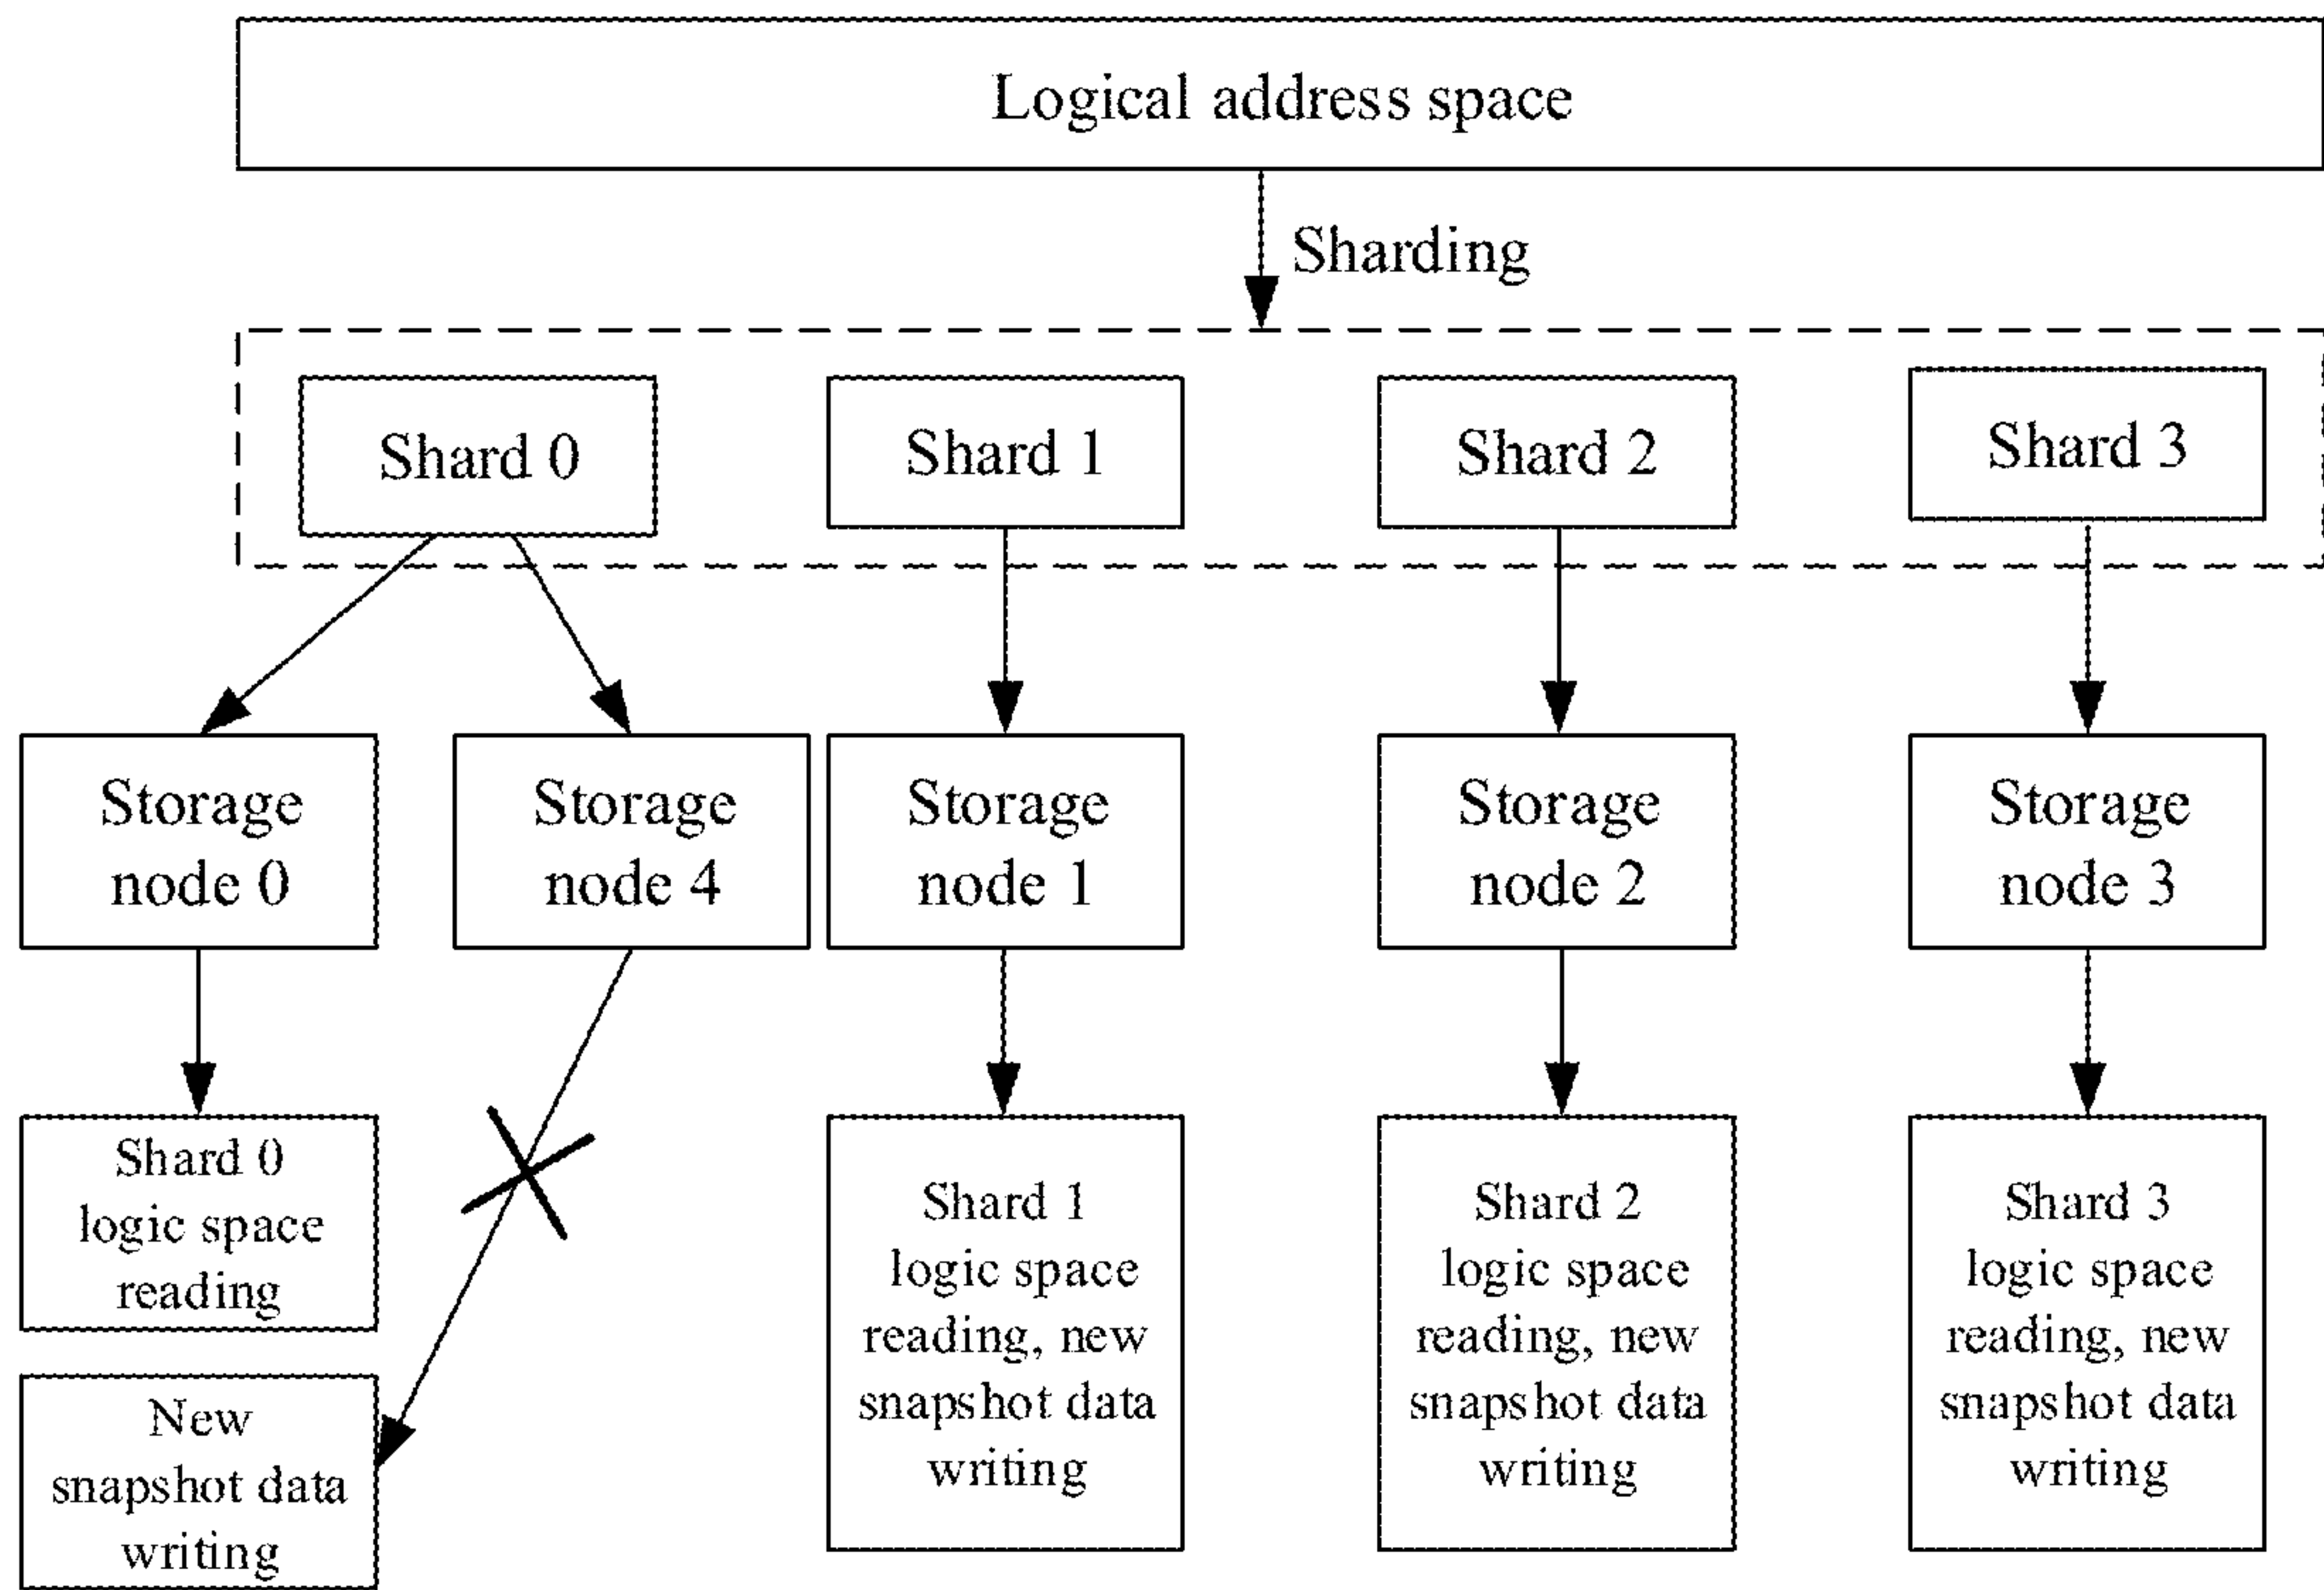 Logical address space
Sharding
Shard 0
Shard 1
Shard 2
Shard 3
Storage
node 0
Storage
node 4
Storage
node 1
Storage
node 2
Storage
node 3
Shard 0
logic space
reading
New
snapshot data
writing
Shard 1
logic space
reading, new
snapshot data
writing
Shard 2
logic space
reading, new
snapshot data
writing
Shard 3
logic space
reading, new
snapshot data
writing